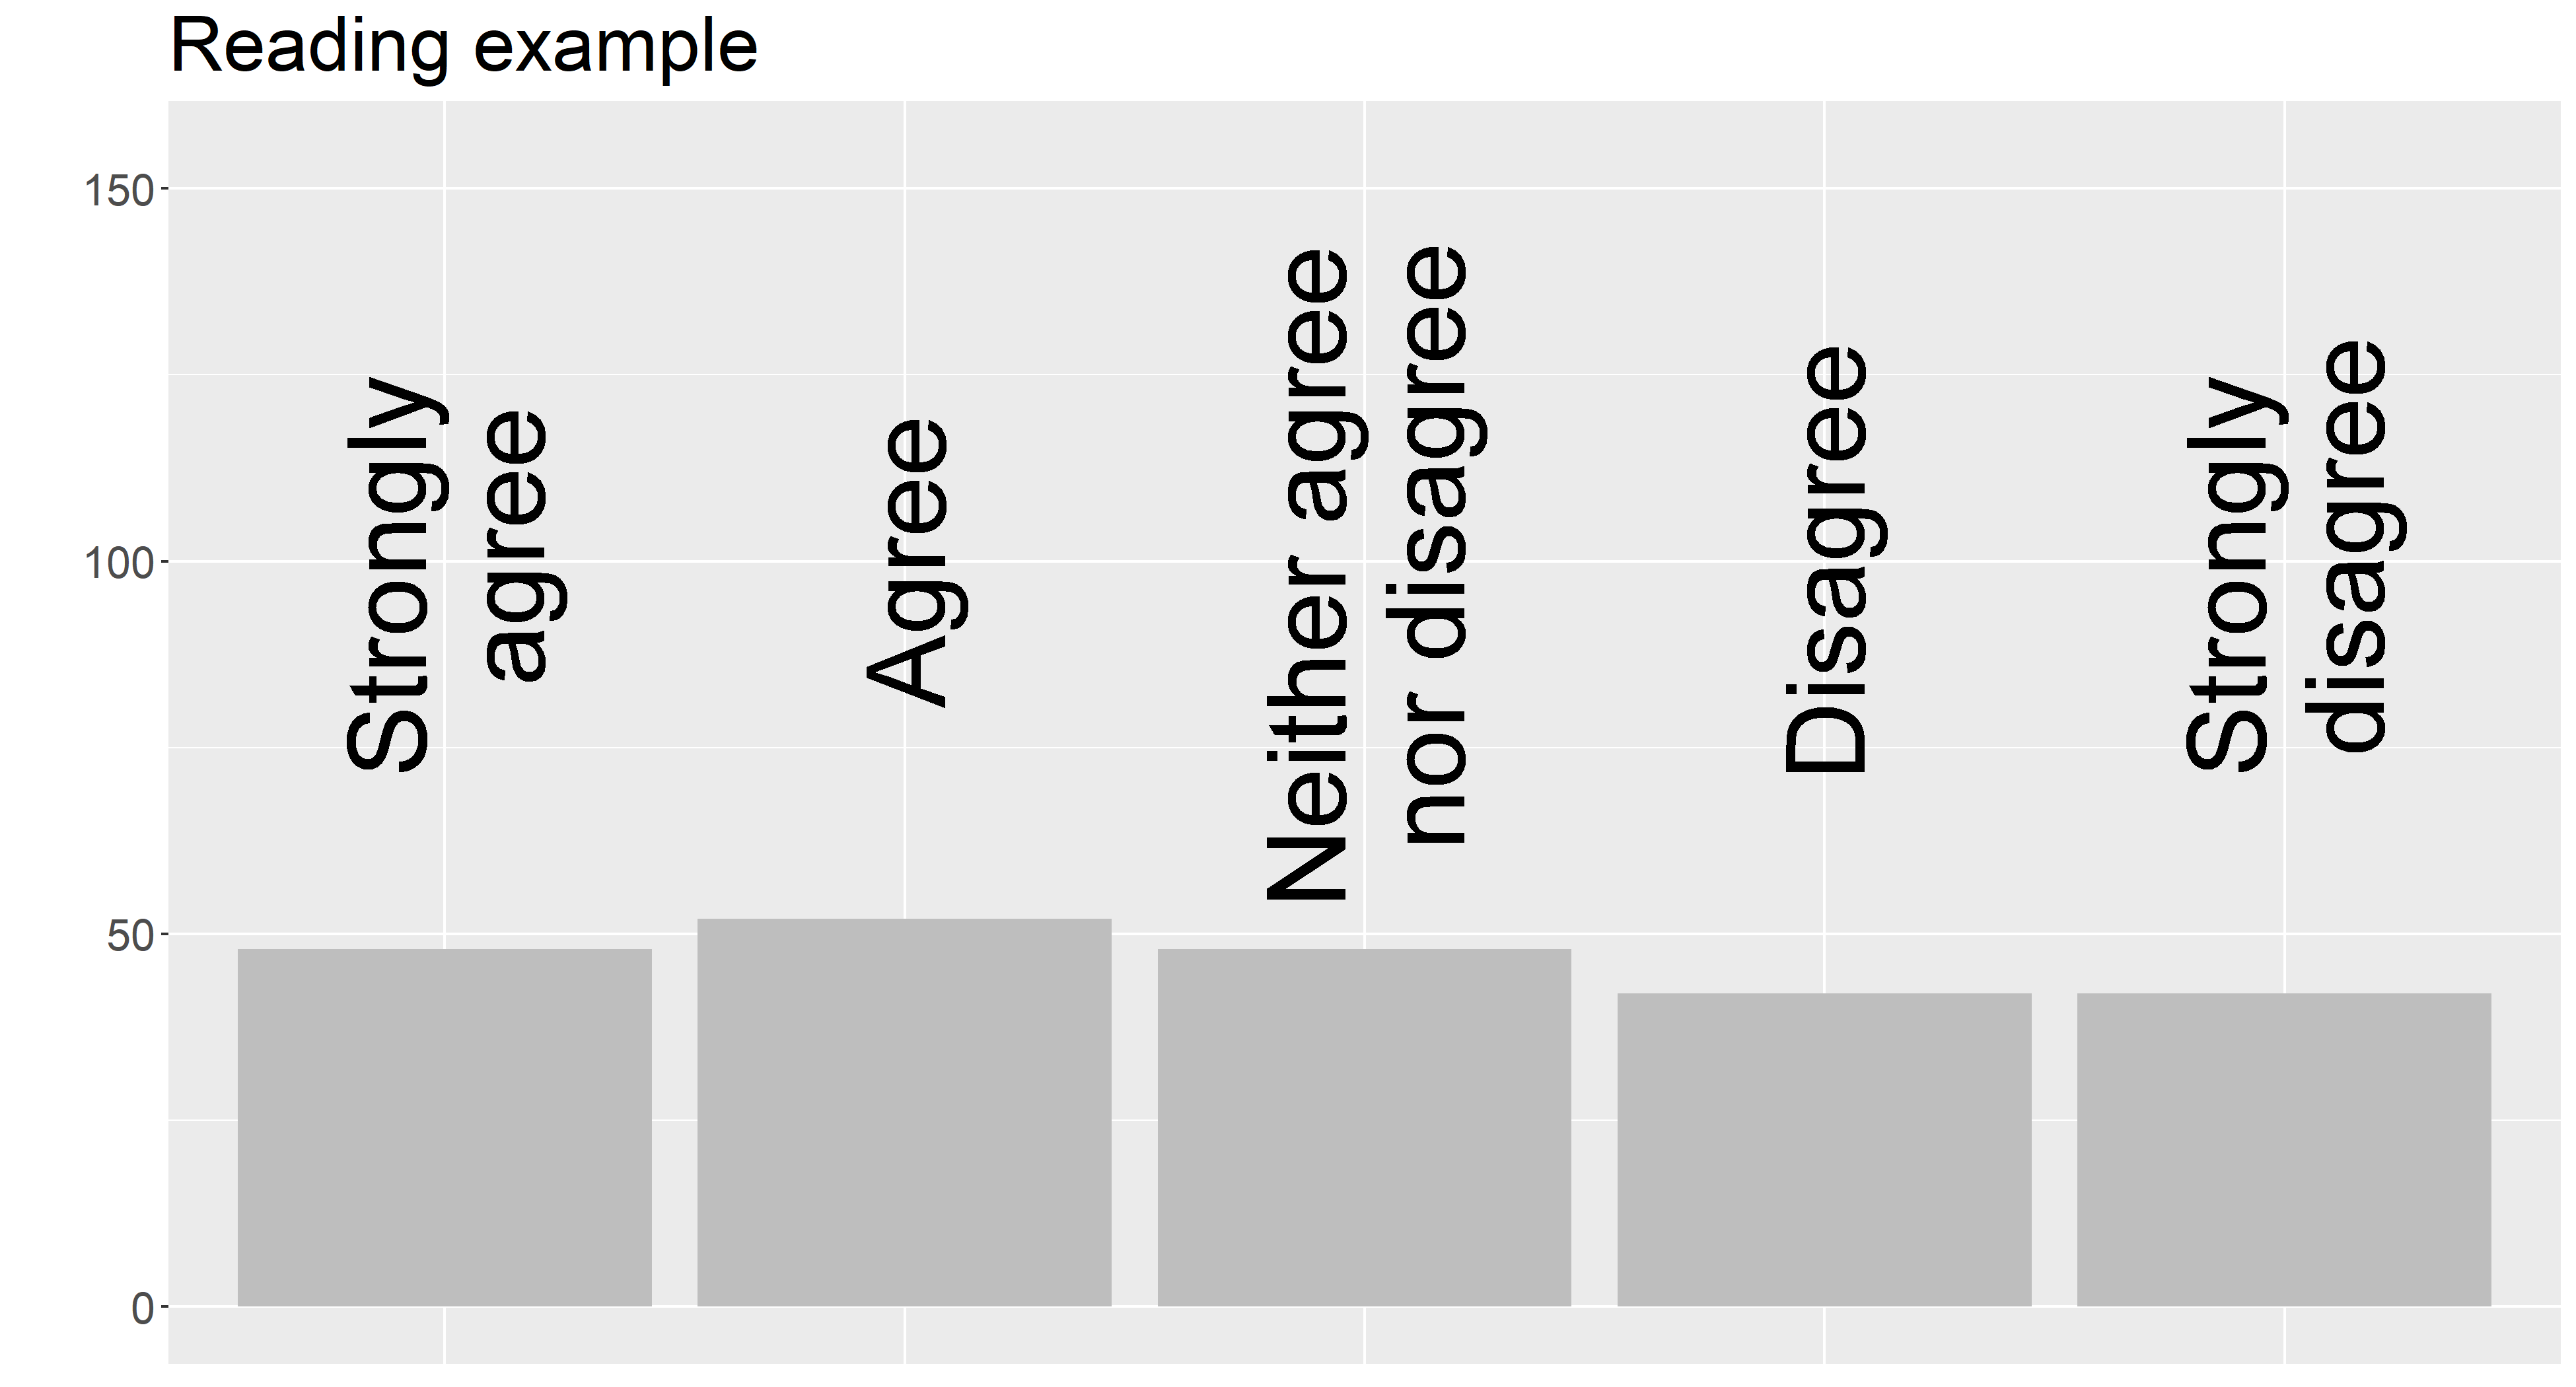 Reading example
150
100
50
0
Strongly
agree
Agree
Neither agree
nor disagree
Disagree
Strongly
disagree